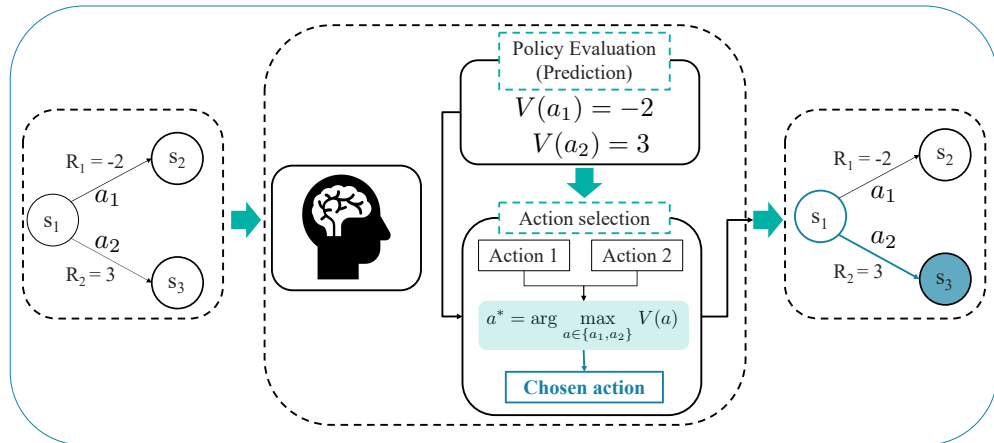 s₂
R₁ = -2
a₁
s₁
a₂
R₂ = 3
s₃
Policy Evaluation
(Prediction)
V(a₁) = −2
V(a₂) = 3
Action selection
Action 1
Action 2
a* = arg max V(a)
a∈{a₁,a₂}
Chosen action
s₂
R₁ = -2
a₁
s₁
a₂
R₂ = 3
s₃